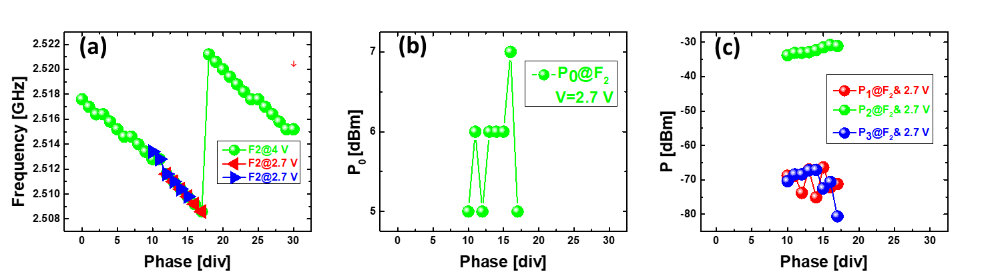 (a)
Frequency [GHz]
2.522
2.520
2.518
2.516
2.514
2.512
2.510
2.508
F2@4 V
F2@2.7 V
F2@2.7 V
0 5 10 15 20 25 30
Phase [div]
(b)
P0 [dBm]
7
6
5
P0@F2
V=2.7 V
0 5 10 15 20 25 30
Phase [div]
(c)
P [dBm]
-30
-40
-50
-60
-70
-80
P1@F2& 2.7 V
P2@F2& 2.7 V
P3@F2& 2.7 V
0 5 10 15 20 25 30
Phase [div]